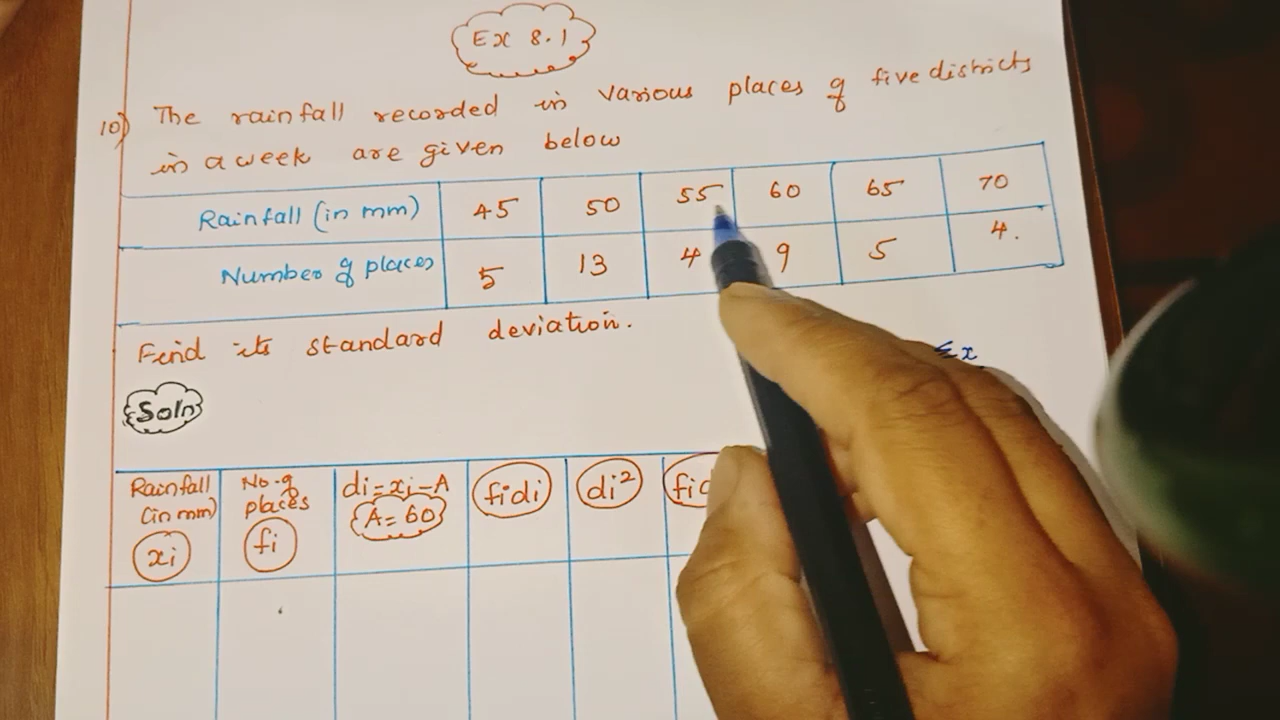 Ex 8.1
10) The rainfall recorded in various places of five districts
in a week are given below
Rainfall (in mm) 45 50 55 60 65 70
Number of places 5 13 4 9 5 4.
Find its standard deviation.
Σx
Soln
Rainfall (in mm) xi
No. of places fi
di = xi - A
A = 60
fidi
di²